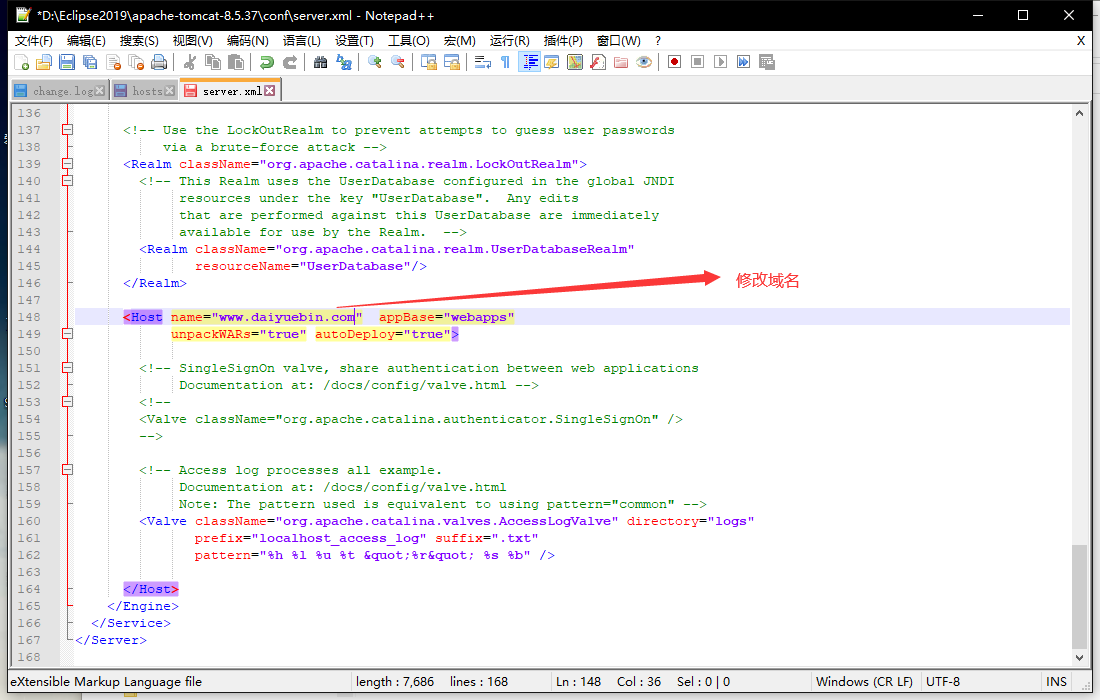 *D:\Eclipse2019\apache-tomcat-8.5.37\conf\server.xml - Notepad++
文件(F) 编辑(E) 搜索(S) 视图(V) 编码(N) 语言(L) 设置(T) 工具(O) 宏(M) 运行(R) 插件(P) 窗口(W) ? X
change.log hosts server.xml
136
137 <!-- Use the LockOutRealm to prevent attempts to guess user passwords
138 via a brute-force attack -->
139 <Realm className="org.apache.catalina.realm.LockOutRealm">
140 <!-- This Realm uses the UserDatabase configured in the global JNDI
141 resources under the key "UserDatabase".  Any edits
142 that are performed against this UserDatabase are immediately
143 available for use by the Realm.  -->
144 <Realm className="org.apache.catalina.realm.UserDatabaseRealm"
145 resourceName="UserDatabase"/>
146 </Realm>
修改域名
147
148 <Host name="www.daiyuebin.com"  appBase="webapps"
149 unpackWARs="true" autoDeploy="true">
150
151 <!-- SingleSignOn valve, share authentication between web applications
152 Documentation at: /docs/config/valve.html -->
153 <!--
154 <Valve className="org.apache.catalina.authenticator.SingleSignOn" />
155 -->
156
157 <!-- Access log processes all example.
158 Documentation at: /docs/config/valve.html
159 Note: The pattern used is equivalent to using pattern="common" -->
160 <Valve className="org.apache.catalina.valves.AccessLogValve" directory="logs"
161 prefix="localhost_access_log" suffix=".txt"
162 pattern="%h %l %u %t &quot;%r&quot; %s %b" />
163
164 </Host>
165 </Engine>
166 </Service>
167 </Server>
168
eXtensible Markup Language file length : 7,686 lines : 168 Ln : 148 Col : 36 Sel : 0 | 0 Windows (CR LF) UTF-8 INS